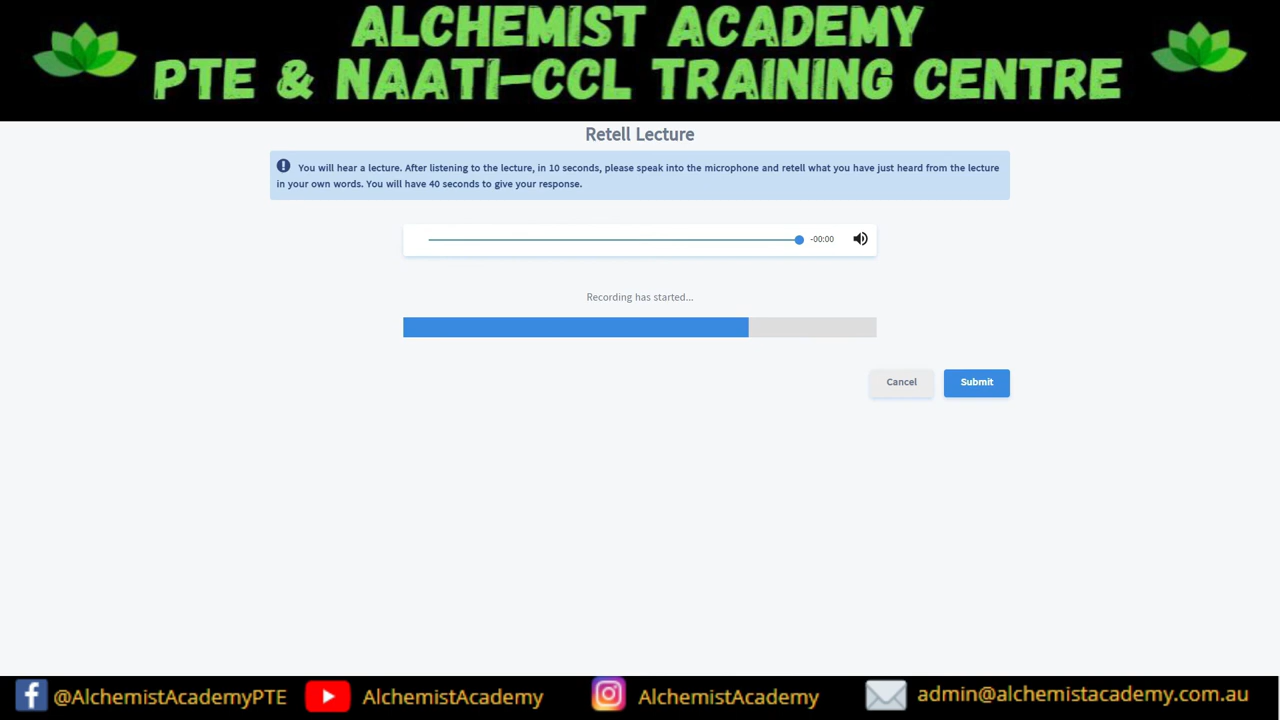 ALCHEMIST ACADEMY
PTE & NAATI-CCL TRAINING CENTRE
Retell Lecture
You will hear a lecture. After listening to the lecture, in 10 seconds, please speak into the microphone and retell what you have just heard from the lecture
in your own words. You will have 40 seconds to give your response.
-00:00
Recording has started...
Cancel Submit
@AlchemistAcademyPTE AlchemistAcademy AlchemistAcademy admin@alchemistacademy.com.au